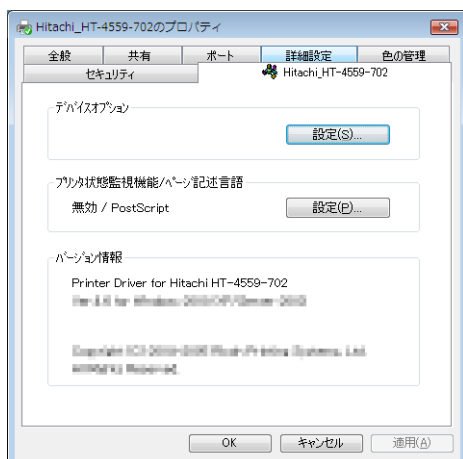 Hitachi_HT-4559-702のプロパティ
全般 共有 ポート 詳細設定 色の管理
セキュリティ Hitachi_HT-4559-702
ﾃﾞﾊﾞｲｽｵﾌﾟｼｮﾝ
設定(S)...
ﾌﾟﾘﾝﾀ状態監視機能/ﾍﾟｰｼﾞ記述言語
無効 / PostScript 設定(P)...
ﾊﾞｰｼﾞｮﾝ情報
Printer Driver for Hitachi HT-4559-702
OK キャンセル 適用(A)